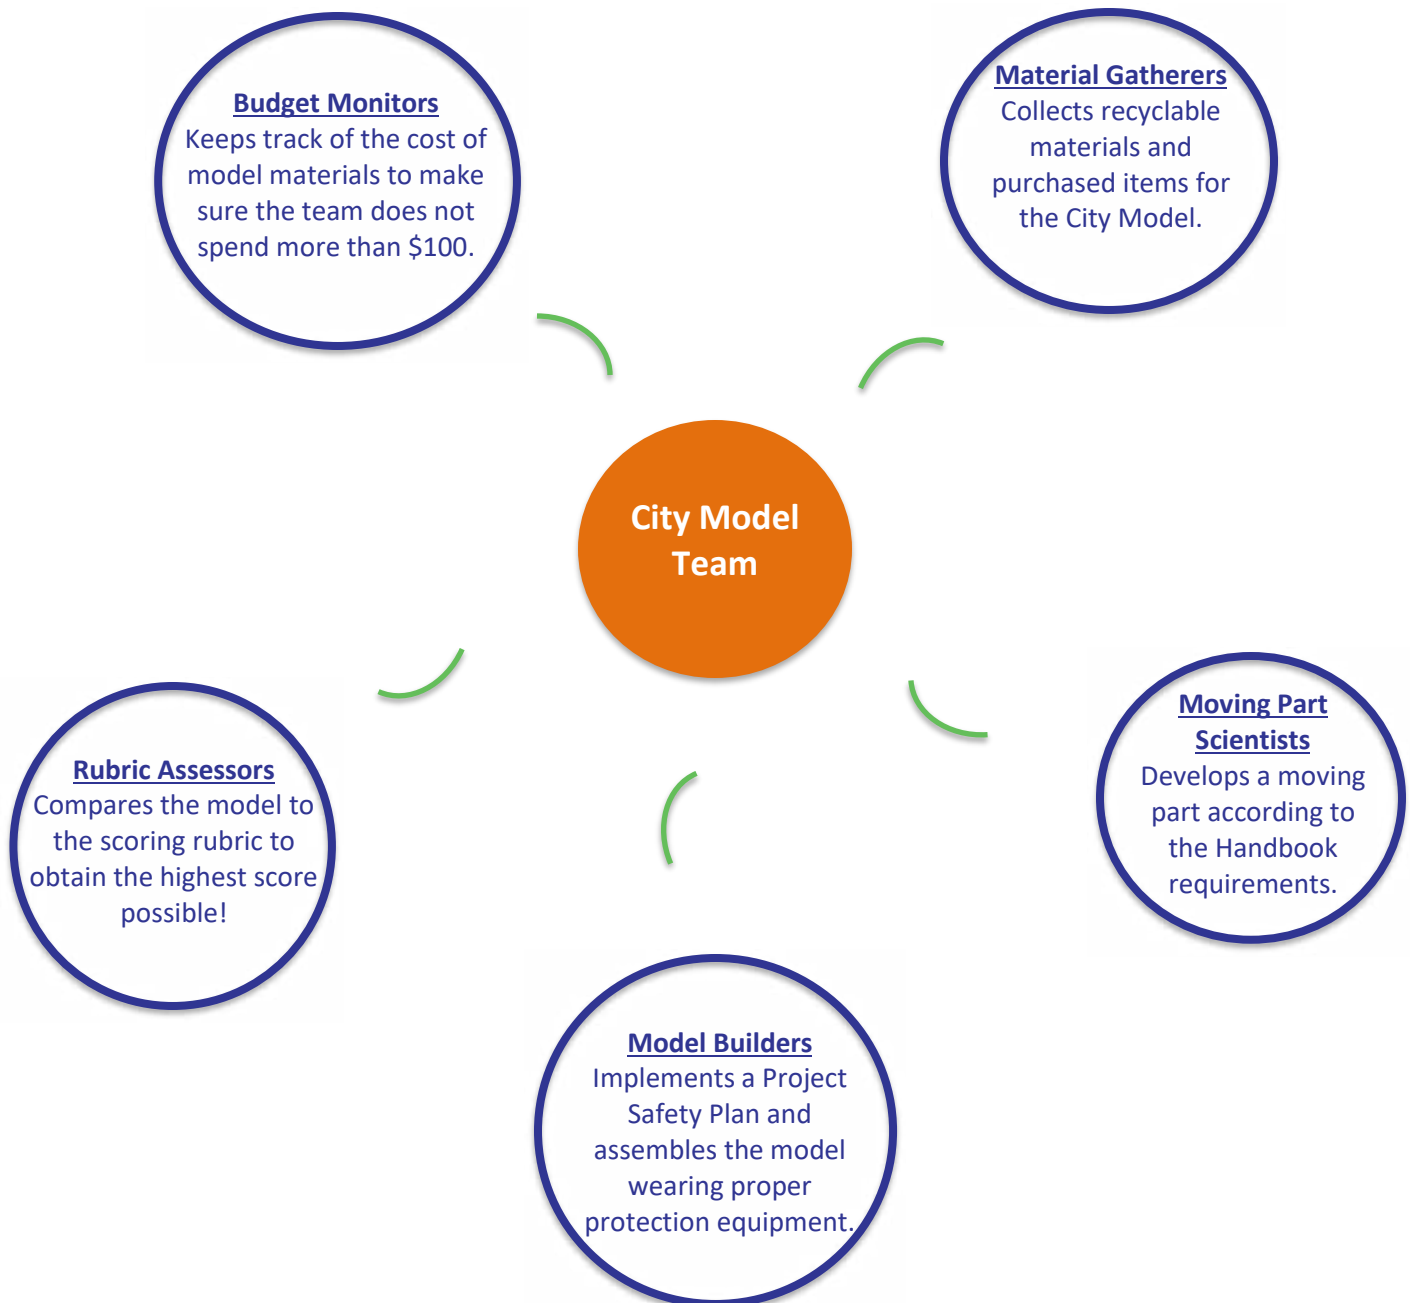 Budget Monitors
Keeps track of the cost of
model materials to make
sure the team does not
spend more than $100.
Material Gatherers
Collects recyclable
materials and
purchased items for
the City Model.
City Model
Team
Rubric Assessors
Compares the model to
the scoring rubric to
obtain the highest score
possible!
Moving Part
Scientists
Develops a moving
part according to
the Handbook
requirements.
Model Builders
Implements a Project
Safety Plan and
assembles the model
wearing proper
protection equipment.